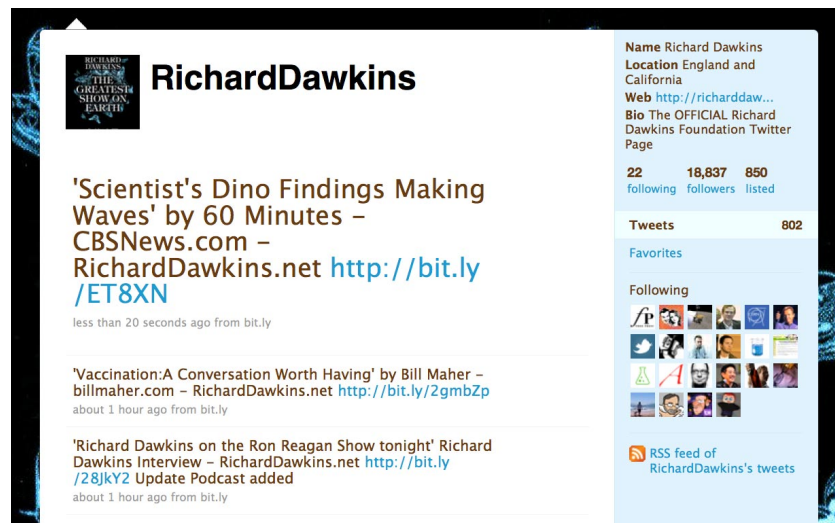 RICHARD
DAWKINS
THE
GREATEST
SHOW ON
EARTH
RichardDawkins
'Scientist's Dino Findings Making
Waves' by 60 Minutes –
CBSNews.com –
RichardDawkins.net http://bit.ly
/ET8XN
less than 20 seconds ago from bit.ly
'Vaccination:A Conversation Worth Having' by Bill Maher –
billmaher.com – RichardDawkins.net http://bit.ly/2gmbZp
about 1 hour ago from bit.ly
'Richard Dawkins on the Ron Reagan Show tonight' Richard
Dawkins Interview – RichardDawkins.net http://bit.ly
/28JkY2 Update Podcast added
about 1 hour ago from bit.ly
Name Richard Dawkins
Location England and
California
Web http://richarddaw...
Bio The OFFICIAL Richard
Dawkins Foundation Twitter
Page
22 18,837 850
following followers listed
Tweets 802
Favorites
Following
fP
A
RSS feed of
RichardDawkins's tweets